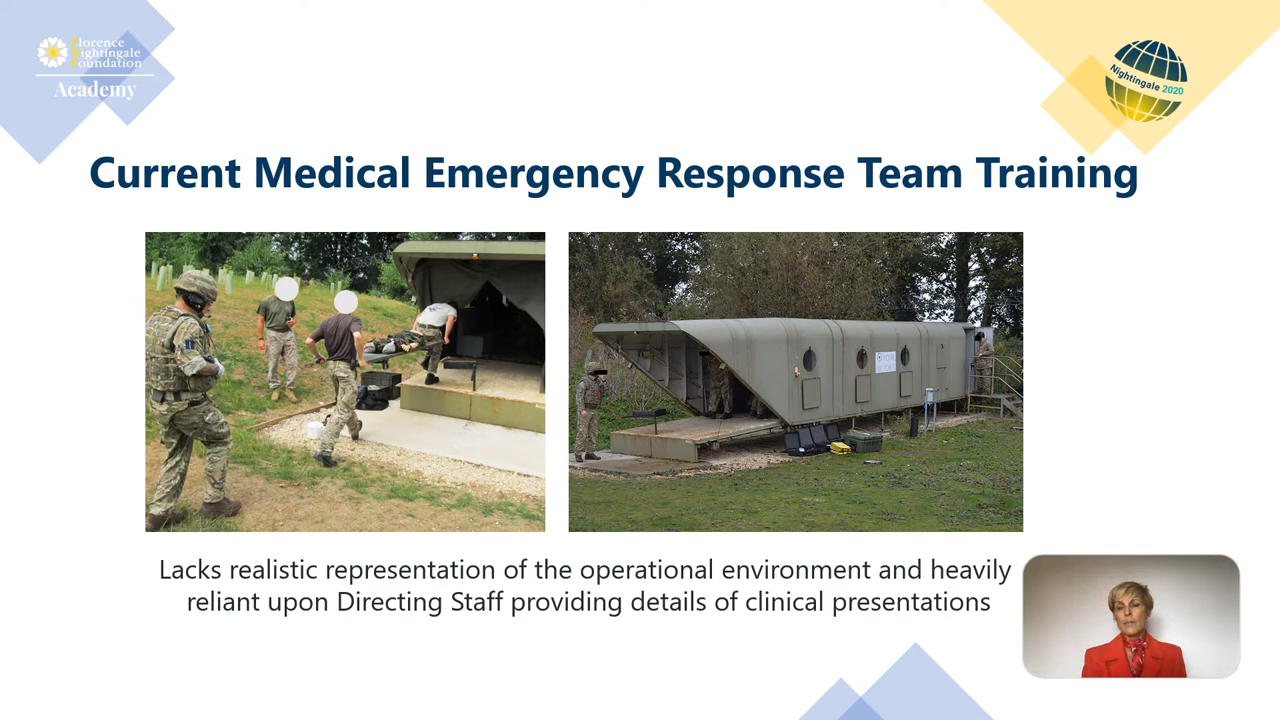 Florence
Nightingale
Foundation
Academy
Nightingale 2020
Current Medical Emergency Response Team Training
Lacks realistic representation of the operational environment and heavily
reliant upon Directing Staff providing details of clinical presentations